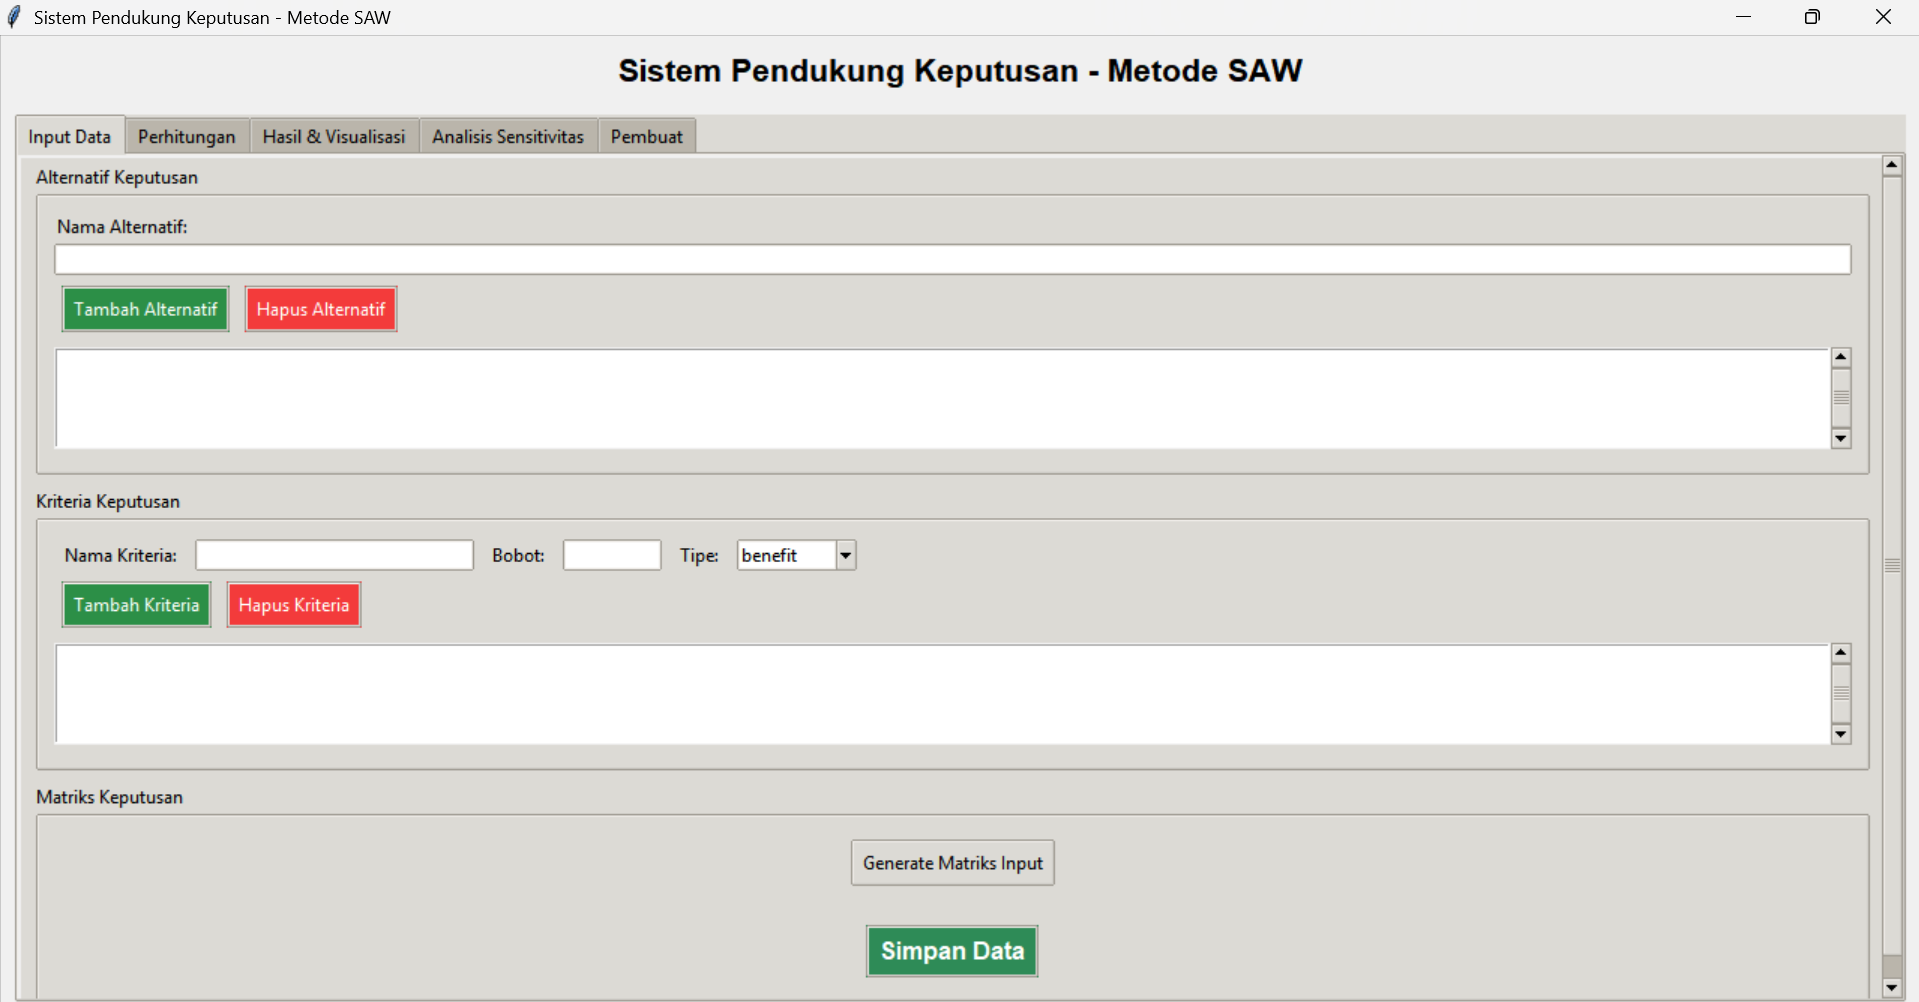 Sistem Pendukung Keputusan - Metode SAW
Sistem Pendukung Keputusan - Metode SAW
Input Data Perhitungan Hasil & Visualisasi Analisis Sensitivitas Pembuat
Alternatif Keputusan
Nama Alternatif:
Tambah Alternatif Hapus Alternatif
Kriteria Keputusan
Nama Kriteria: Bobot: Tipe: benefit
Tambah Kriteria Hapus Kriteria
Matriks Keputusan
Generate Matriks Input
Simpan Data